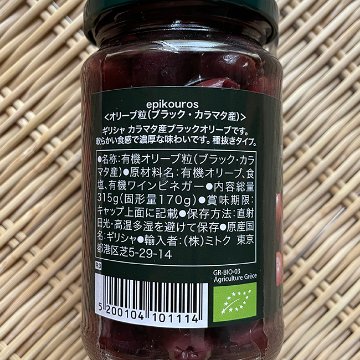 epikouros
<オリーブ粒(ブラック・カラマタ産)>
ギリシャ カラマタ産ブラックオリーブです。
軟らかい食感で濃厚な味わいです。種抜きタイプ。
●名称:有機オリーブ粒(ブラック・カラ
マタ産)●原材料名:有機オリーブ、食
塩、有機ワインビネガー●内容総量
315g(固形量170g)●賞味期限:
キャップ上面に記載●保存方法:直射
日光・高温多湿を避けて保存●原産国
名:ギリシャ●輸入者:(株)ミトク 東京
都港区芝5-29-14
GR-BIO-03
Agriculture Grèce
5200104101114